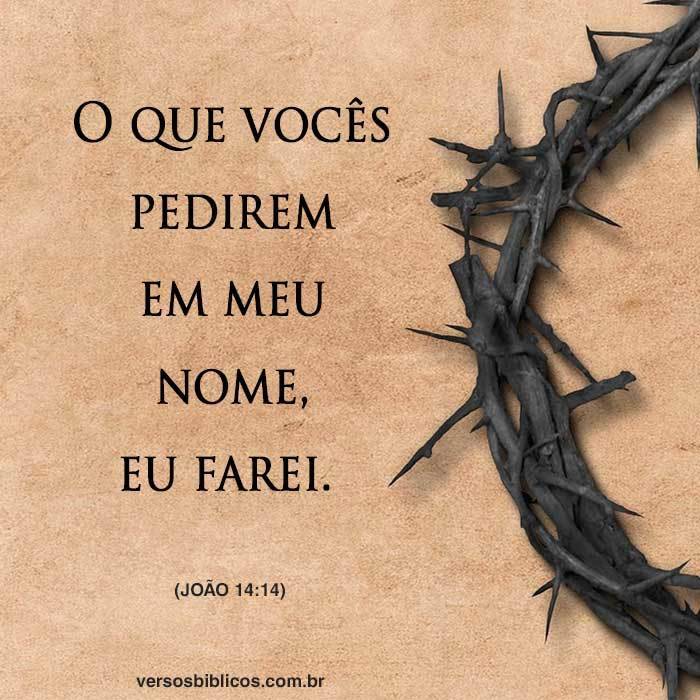 O QUE VOCÊS
PEDIREM
EM MEU
NOME,
EU FAREI.
(JOÃO 14:14)
versosbiblicos.com.br